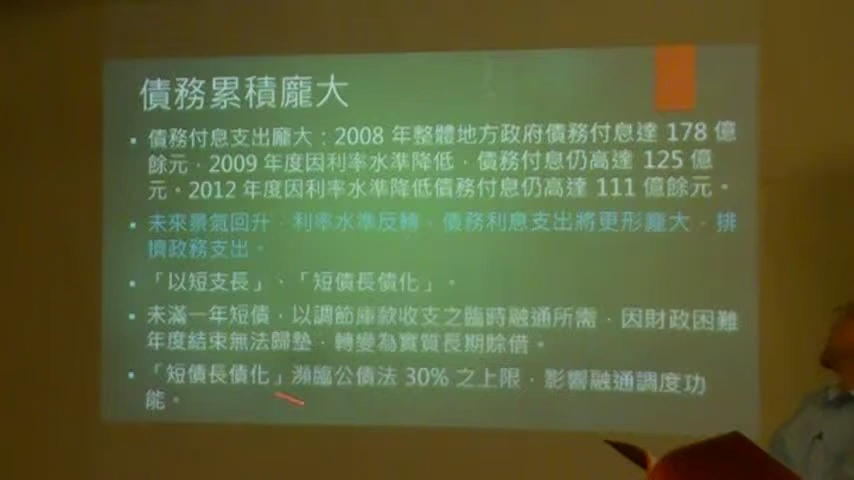 債務累積龐大
▪ 債務付息支出龐大：2008 年整體地方政府債務付息達 178 億
餘元，2009 年度因利率水準降低，債務付息仍高達 125 億
元。2012 年度因利率水準降低債務付息仍高達 111 億餘元。
▪ 未來景氣回升，利率水準反轉，債務利息支出將更形龐大，排
擠政務支出。
▪ 「以短支長」、「短債長債化」。
▪ 未滿一年短債，以調節庫款收支之臨時融通所需，因財政困難
年度結束無法歸墊，轉變為實質長期賒借。
▪ 「短債長債化」瀕臨公債法 30% 之上限，影響融通調度功
能。